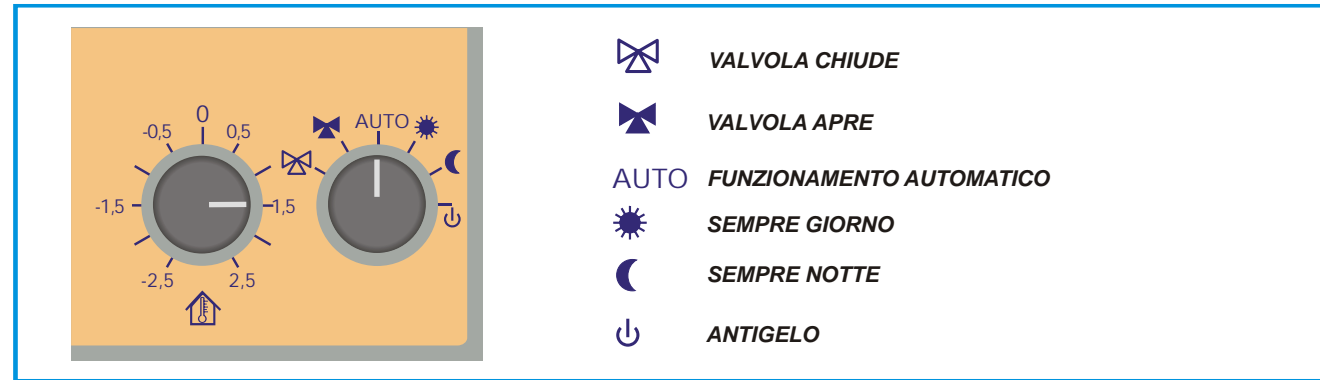 0
-0,5
0,5
-1,5
1,5
-2,5
2,5
AUTO
VALVOLA CHIUDE
VALVOLA APRE
AUTO FUNZIONAMENTO AUTOMATICO
SEMPRE GIORNO
SEMPRE NOTTE
ANTIGELO